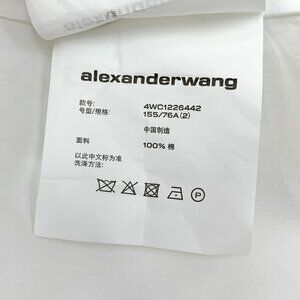 alexanderwang
款号: 4WC1226442
号型/规格: 155/76A(2)
中国制造
面料 100% 棉
以此中文标为准
洗涤方法:
P